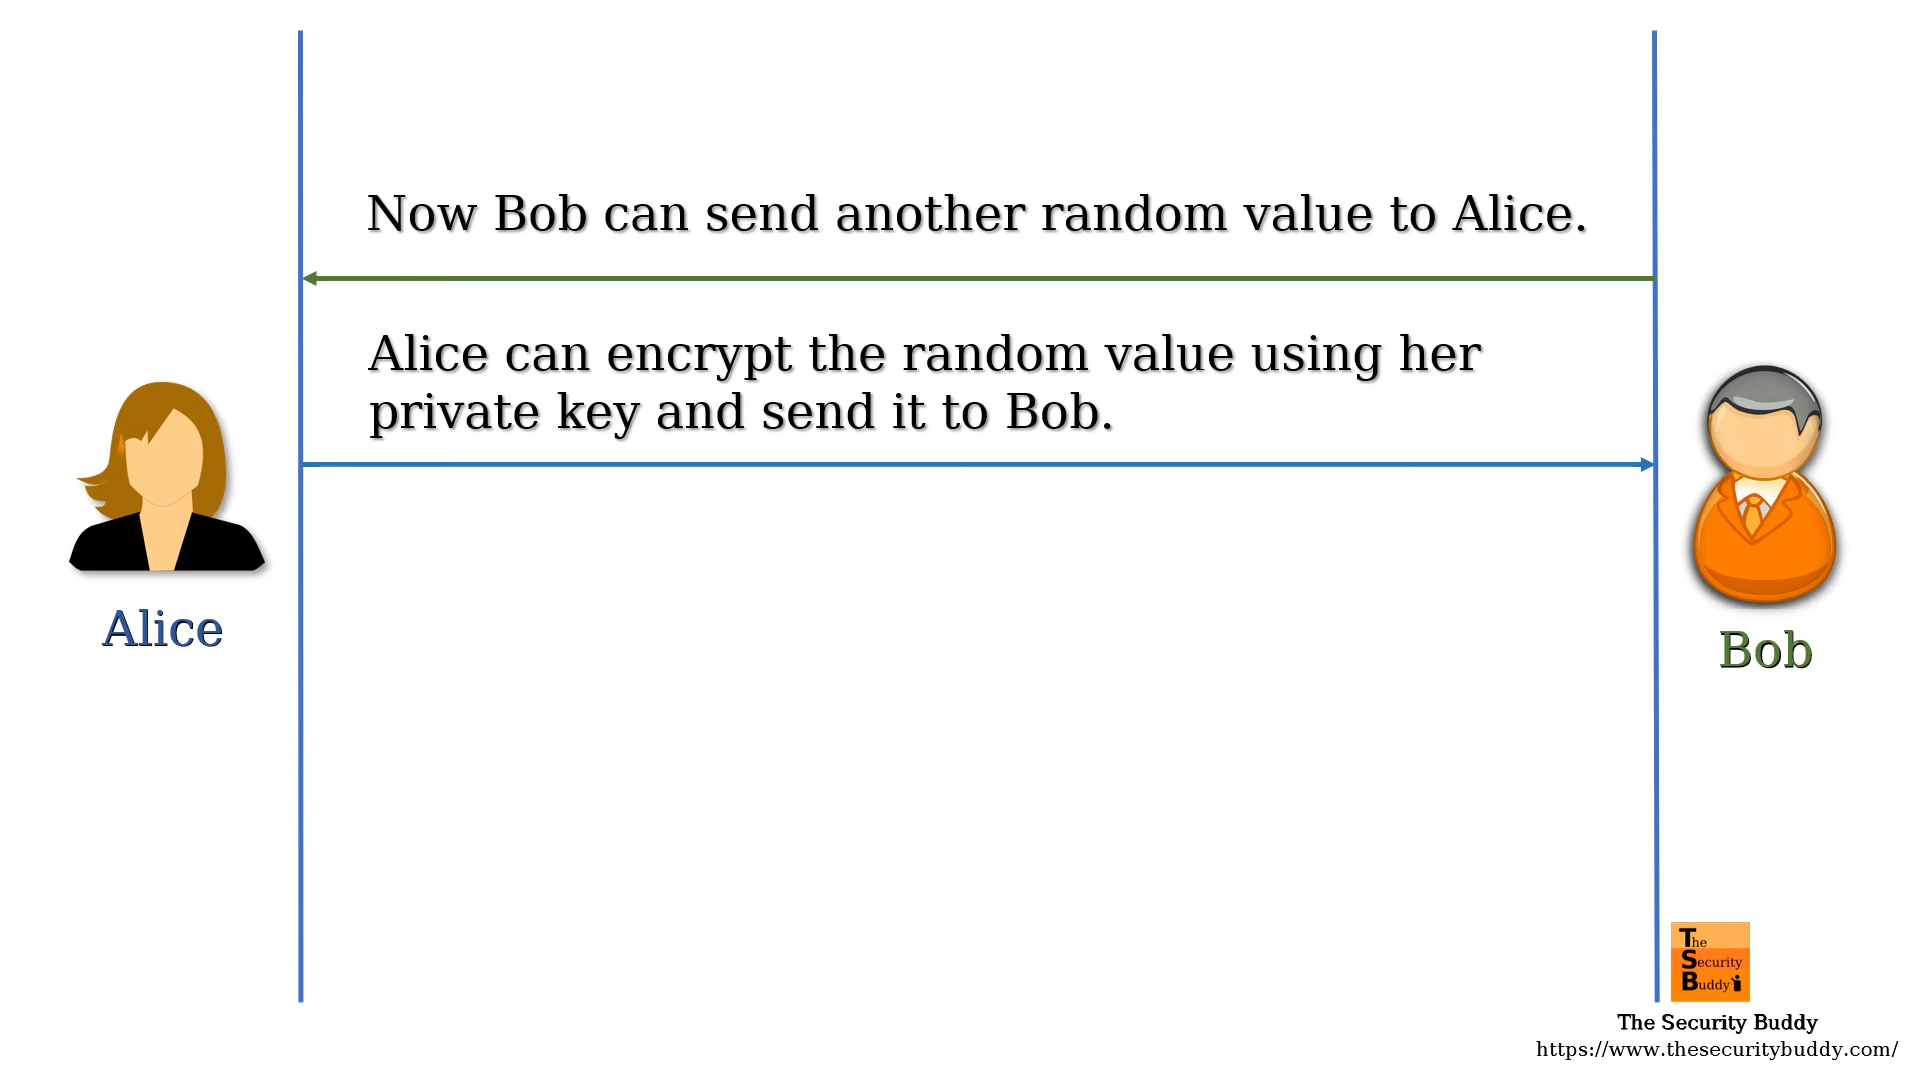 Now Bob can send another random value to Alice.
Alice can encrypt the random value using her
private key and send it to Bob.
Alice
Bob
The
Security
Buddy
The Security Buddy
https://www.thesecuritybuddy.com/